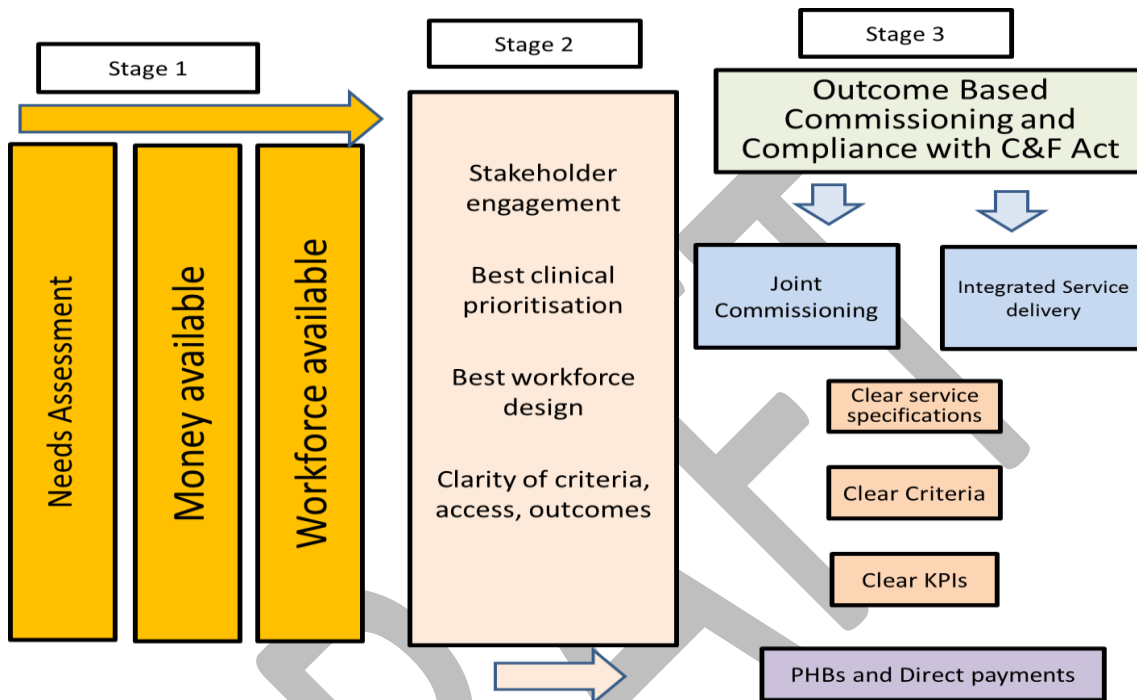 Stage 1
Needs Assessment
Money available
Workforce available
Stage 2
Stakeholder
engagement
Best clinical
prioritisation
Best workforce
design
Clarity of criteria,
access, outcomes
Stage 3
Outcome Based
Commissioning and
Compliance with C&F Act
Joint
Commissioning
Integrated Service
delivery
Clear service
specifications
Clear Criteria
Clear KPIs
PHBs and Direct payments
DRAFT